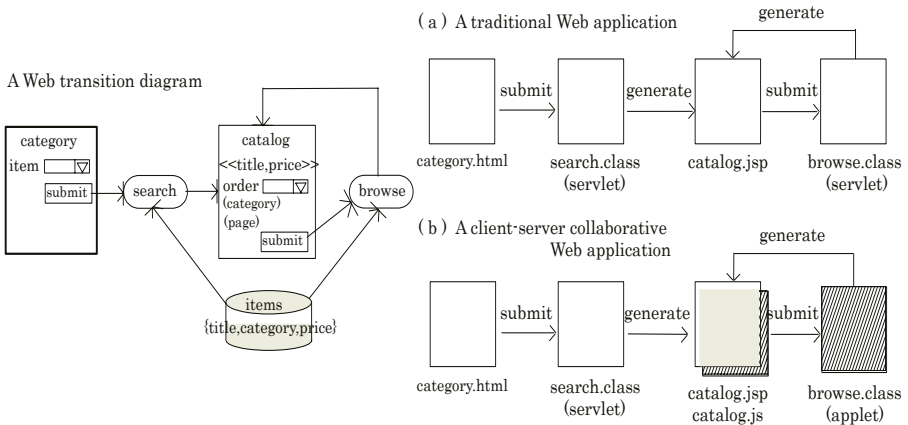 A Web transition diagram
category
item
submit
search
catalog
<<title,price>>
order
(category)
(page)
submit
browse
items
{title,category,price}
( a ) A traditional Web application
generate
submit
generate
submit
category.html
search.class
(servlet)
catalog.jsp
browse.class
(servlet)
( b ) A client-server collaborative
Web application
generate
submit
generate
submit
category.html
search.class
(servlet)
catalog.jsp
catalog.js
browse.class
(applet)